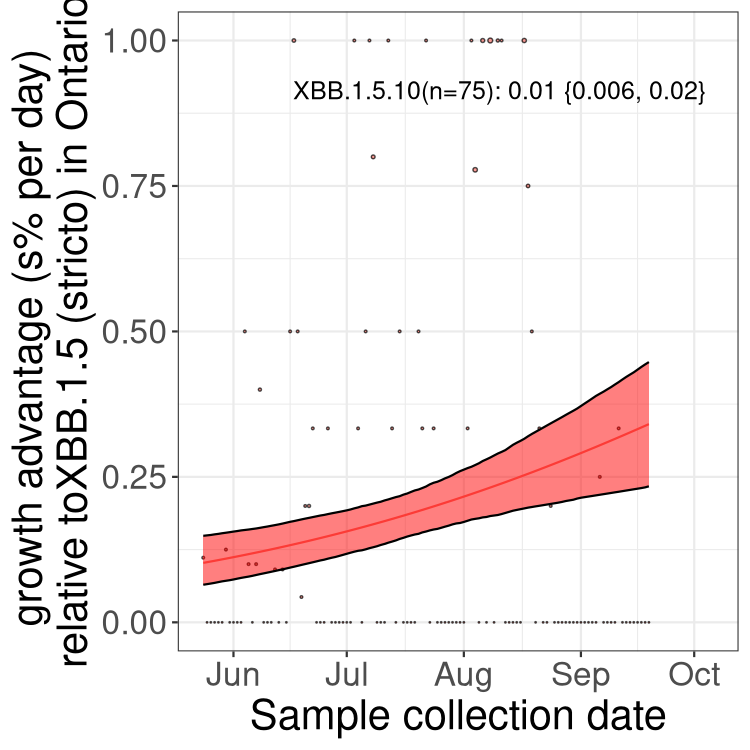 growth advantage (s% per day)
relative toXBB.1.5 (stricto) in Ontario
1.00
XBB.1.5.10(n=75): 0.01 {0.006, 0.02}
0.75
0.50
0.25
0.00
Jun Jul Aug Sep Oct
Sample collection date